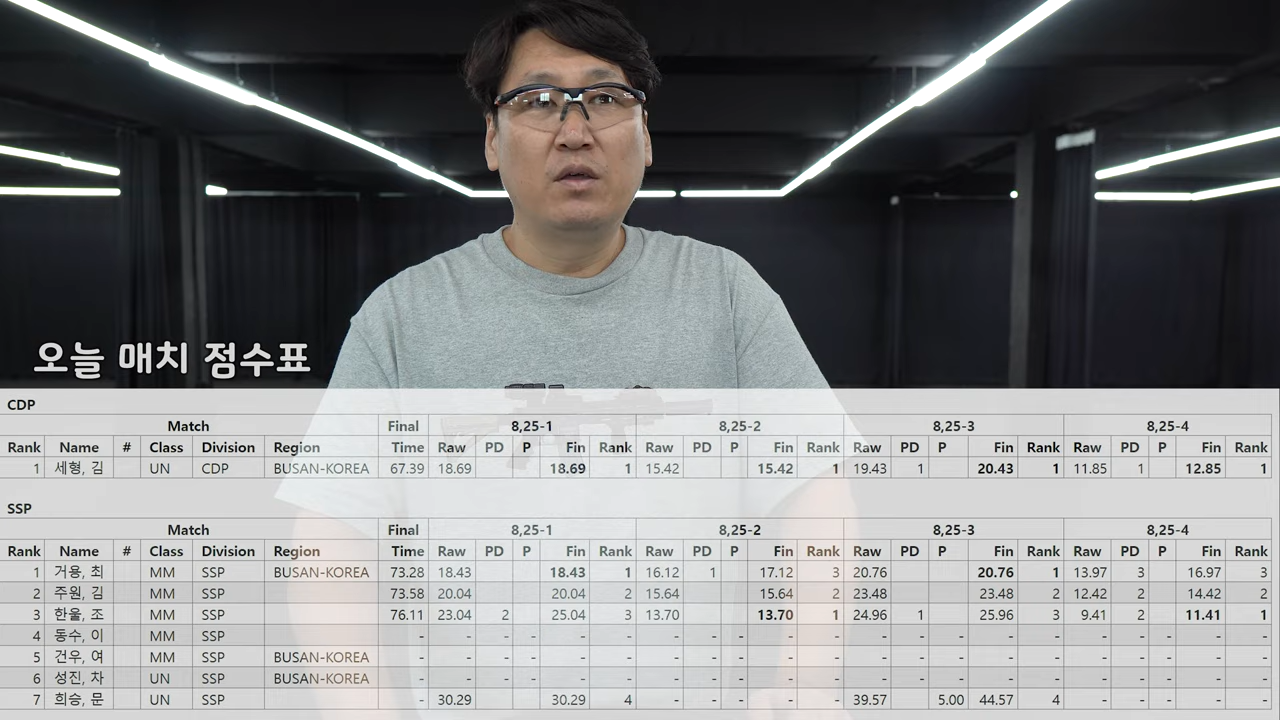 오늘 매치 점수표
CDP
Match Final 8,25-1 8,25-2 8,25-3 8,25-4
Rank Name # Class Division Region Time Raw PD P Fin Rank Raw PD P Fin Rank Raw PD P Fin Rank Raw PD P Fin Rank
1 세형, 김 UN CDP BUSAN-KOREA 67.39 18.69 18.69 1 15.42 15.42 1 19.43 1 20.43 1 11.85 1 12.85 1
SSP
Match Final 8,25-1 8,25-2 8,25-3 8,25-4
Rank Name # Class Division Region Time Raw PD P Fin Rank Raw PD P Fin Rank Raw PD P Fin Rank Raw PD P Fin Rank
1 거용, 최 MM SSP BUSAN-KOREA 73.28 18.43 18.43 1 16.12 1 17.12 3 20.76 20.76 1 13.97 3 16.97 3
2 주원, 김 MM SSP 73.58 20.04 20.04 2 15.64 15.64 2 23.48 23.48 2 12.42 2 14.42 2
3 한울, 조 MM SSP 76.11 23.04 2 25.04 3 13.70 13.70 1 24.96 1 25.96 3 9.41 2 11.41 1
4 동수, 이 MM SSP - - - - - - - - - - - - - - - - - - - - -
5 건우, 여 MM SSP BUSAN-KOREA - - - - - - - - - - - - - - - - - - - - -
6 성진, 차 UN SSP BUSAN-KOREA - - - - - - - - - - - - - - - - - - - - -
7 희승, 문 UN SSP - 30.29 30.29 4 - - - - - 39.57 5.00 44.57 4 - - - - -